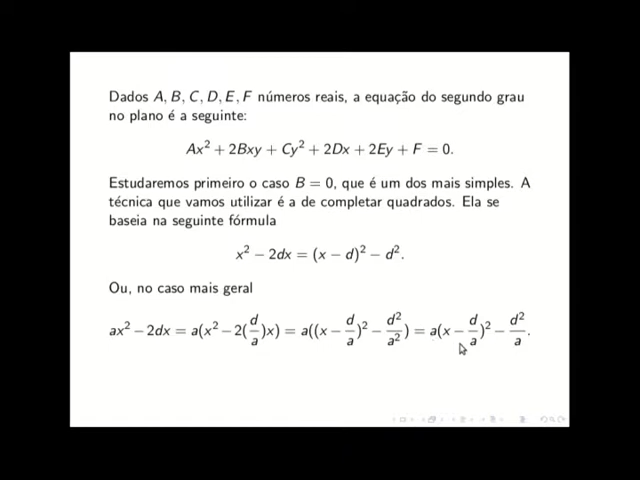 Dados A, B, C, D, E, F números reais, a equação do segundo grau
no plano é a seguinte:
Ax² + 2Bxy + Cy² + 2Dx + 2Ey + F = 0.
Estudaremos primeiro o caso B = 0, que é um dos mais simples. A
técnica que vamos utilizar é a de completar quadrados. Ela se
baseia na seguinte fórmula
x² − 2dx = (x − d)² − d².
Ou, no caso mais geral
ax² − 2dx = a(x² − 2(d/a)x) = a((x − d/a)² − d²/a²) = a(x − d/a)² − d²/a.